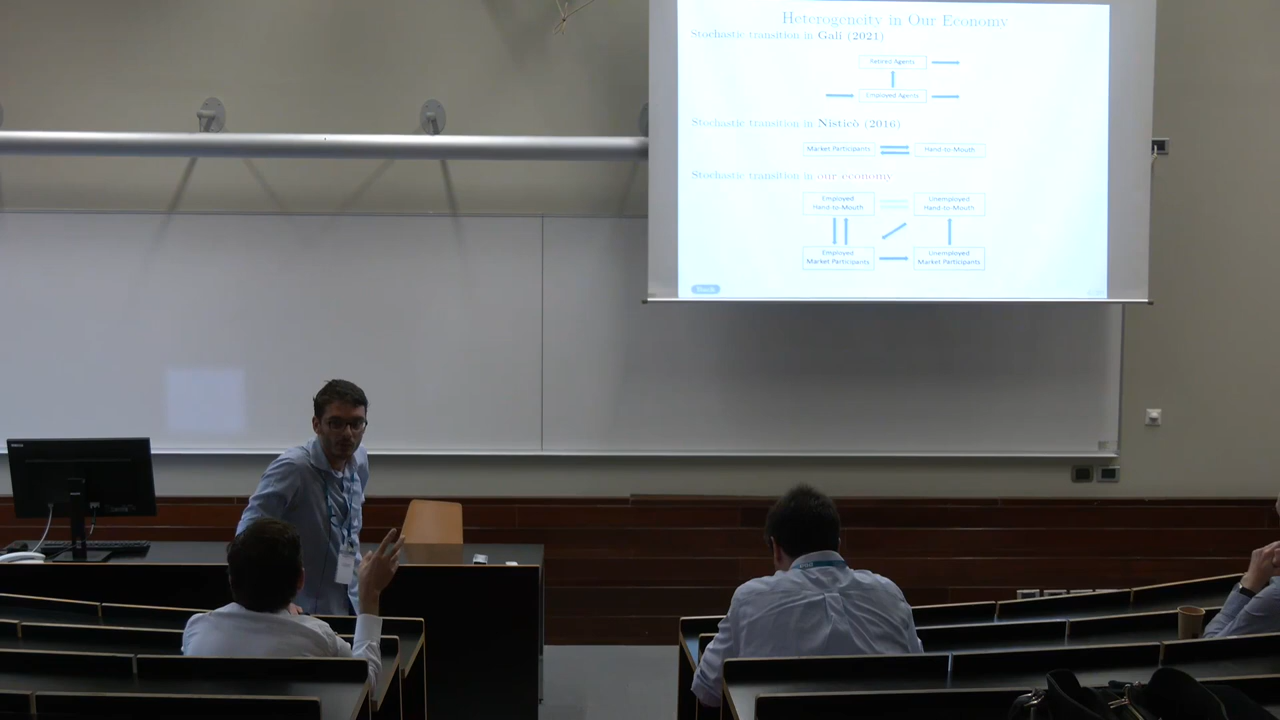 Heterogeneity in Our Economy
Stochastic transition in Galí (2021)
Retired Agents
Employed Agents
Stochastic transition in Nisticò (2016)
Market Participants
Hand-to-Mouth
Stochastic transition in our economy
Employed
Hand-to-Mouth
Unemployed
Hand-to-Mouth
Employed
Market Participants
Unemployed
Market Participants
Back